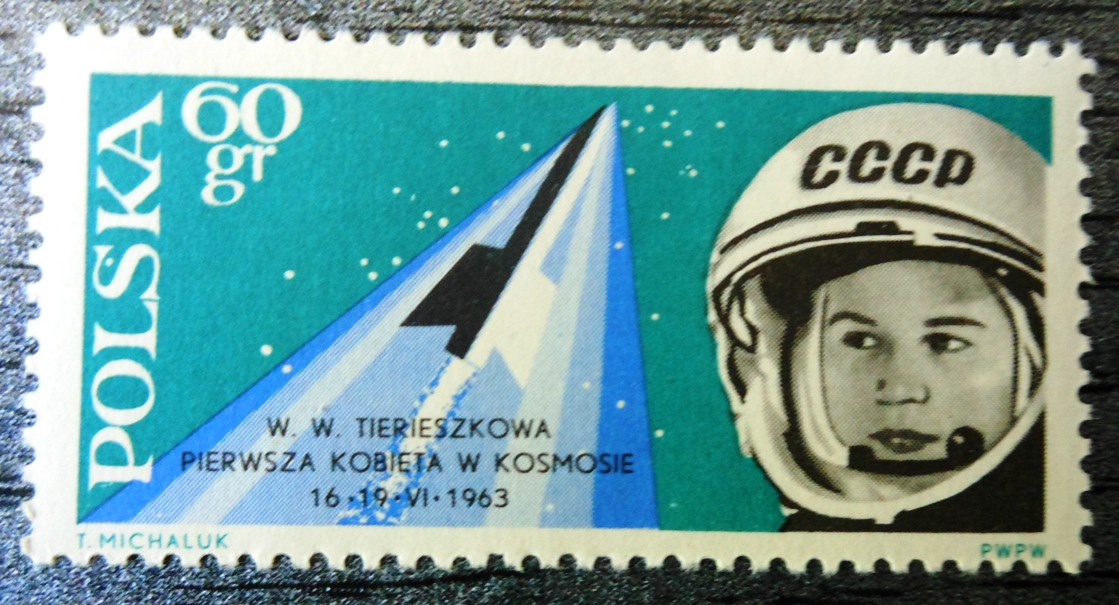 POLSKA
60
gr
CCCP
W. W. TIERIESZKOWA
PIERWSZA KOBIETA W KOSMOSIE
16·19·VI·1963
T. MICHALUK
PWPW